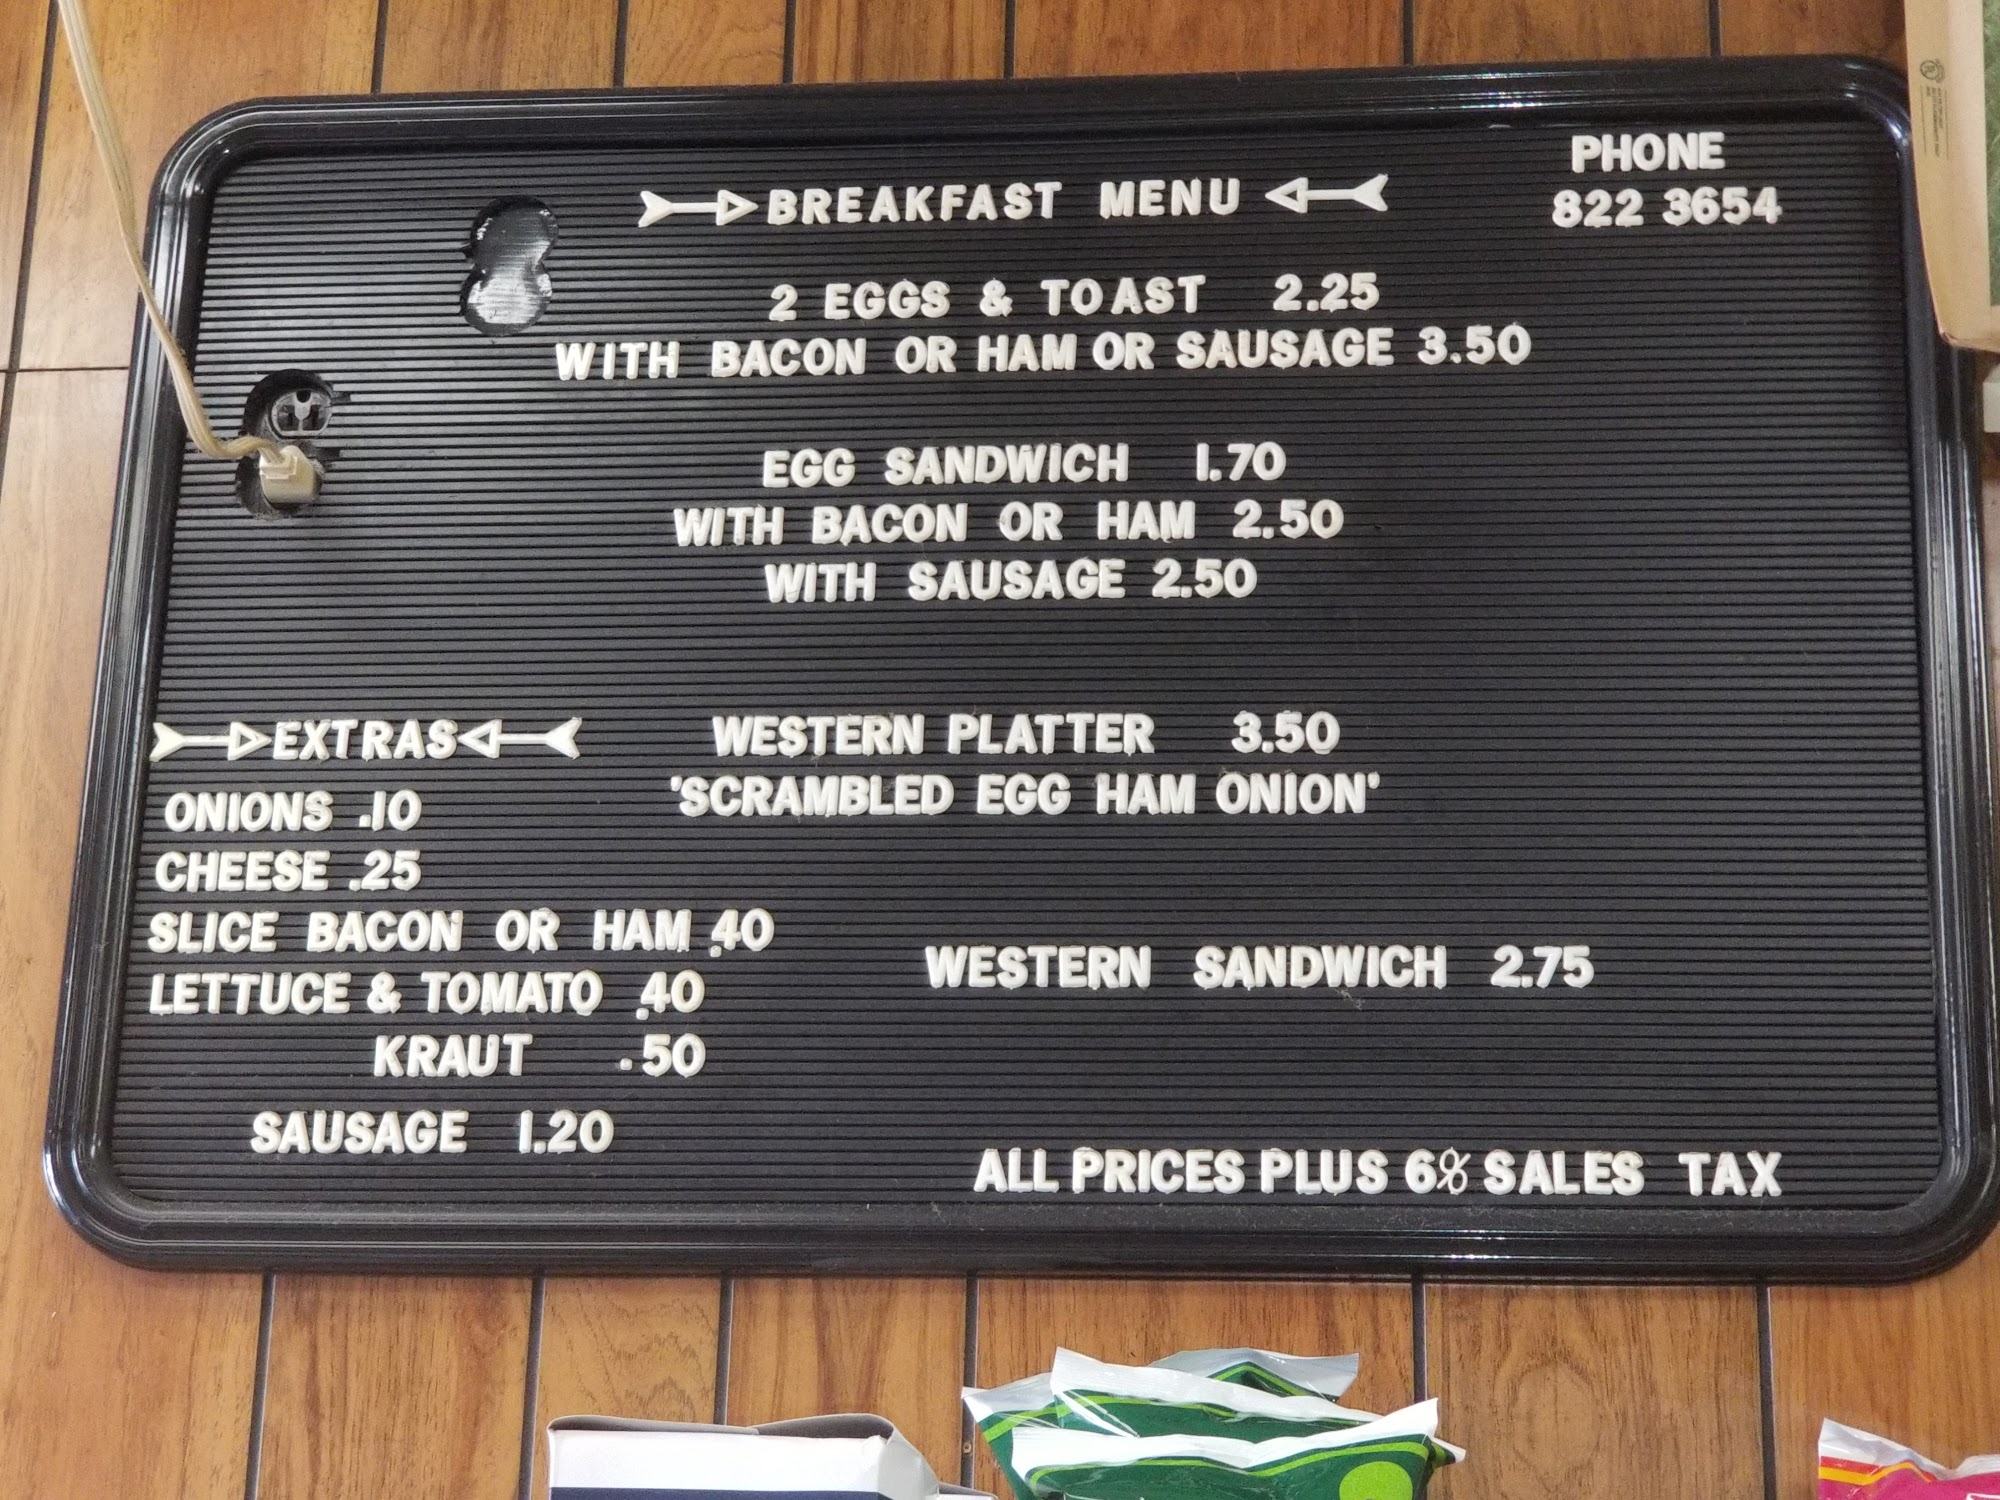 PHONE
822 3654
BREAKFAST MENU
2 EGGS & TOAST 2.25
WITH BACON OR HAM OR SAUSAGE 3.50
EGG SANDWICH 1.70
WITH BACON OR HAM 2.50
WITH SAUSAGE 2.50
WESTERN PLATTER 3.50
'SCRAMBLED EGG HAM ONION'
EXTRAS
ONIONS .10
CHEESE .25
SLICE BACON OR HAM .40
LETTUCE & TOMATO .40
KRAUT .50
SAUSAGE 1.20
WESTERN SANDWICH 2.75
ALL PRICES PLUS 6% SALES TAX